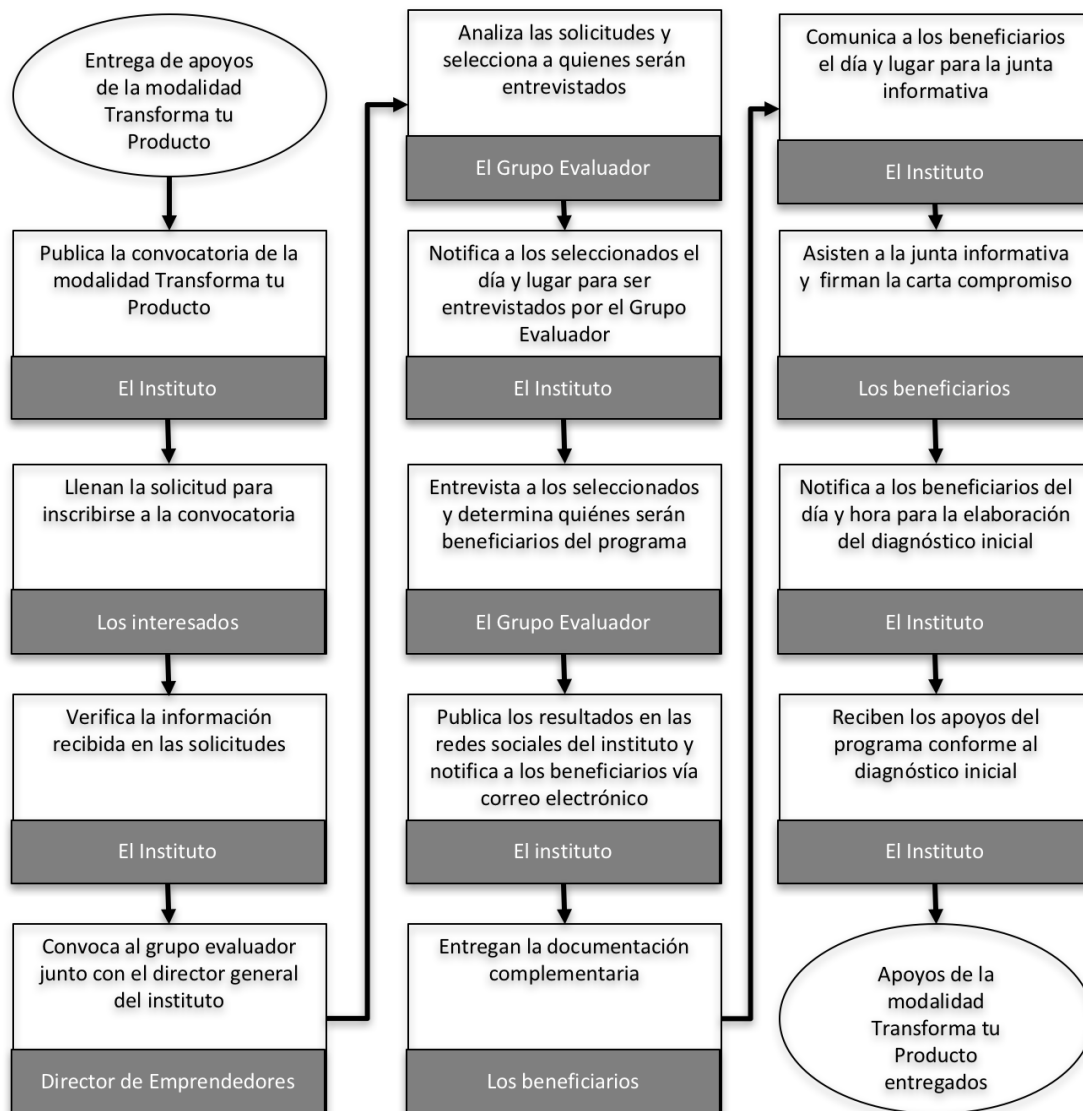 Entrega de apoyos
de la modalidad
Transforma tu
Producto
Publica la convocatoria de la
modalidad Transforma tu
Producto
El Instituto
Llenan la solicitud para
inscribirse a la convocatoria
Los interesados
Verifica la información
recibida en las solicitudes
El Instituto
Convoca al grupo evaluador
junto con el director general
del instituto
Director de Emprendedores
Analiza las solicitudes y
selecciona a quienes serán
entrevistados
El Grupo Evaluador
Notifica a los seleccionados el
día y lugar para ser
entrevistados por el Grupo
Evaluador
El Instituto
Entrevista a los seleccionados
y determina quiénes serán
beneficiarios del programa
El Grupo Evaluador
Publica los resultados en las
redes sociales del instituto y
notifica a los beneficiarios vía
correo electrónico
El instituto
Entregan la documentación
complementaria
Los beneficiarios
Comunica a los beneficiarios
el día y lugar para la junta
informativa
El Instituto
Asisten a la junta informativa
y firman la carta compromiso
Los beneficiarios
Notifica a los beneficiarios del
día y hora para la elaboración
del diagnóstico inicial
El Instituto
Reciben los apoyos del
programa conforme al
diagnóstico inicial
El Instituto
Apoyos de la
modalidad
Transforma tu
Producto
entregados